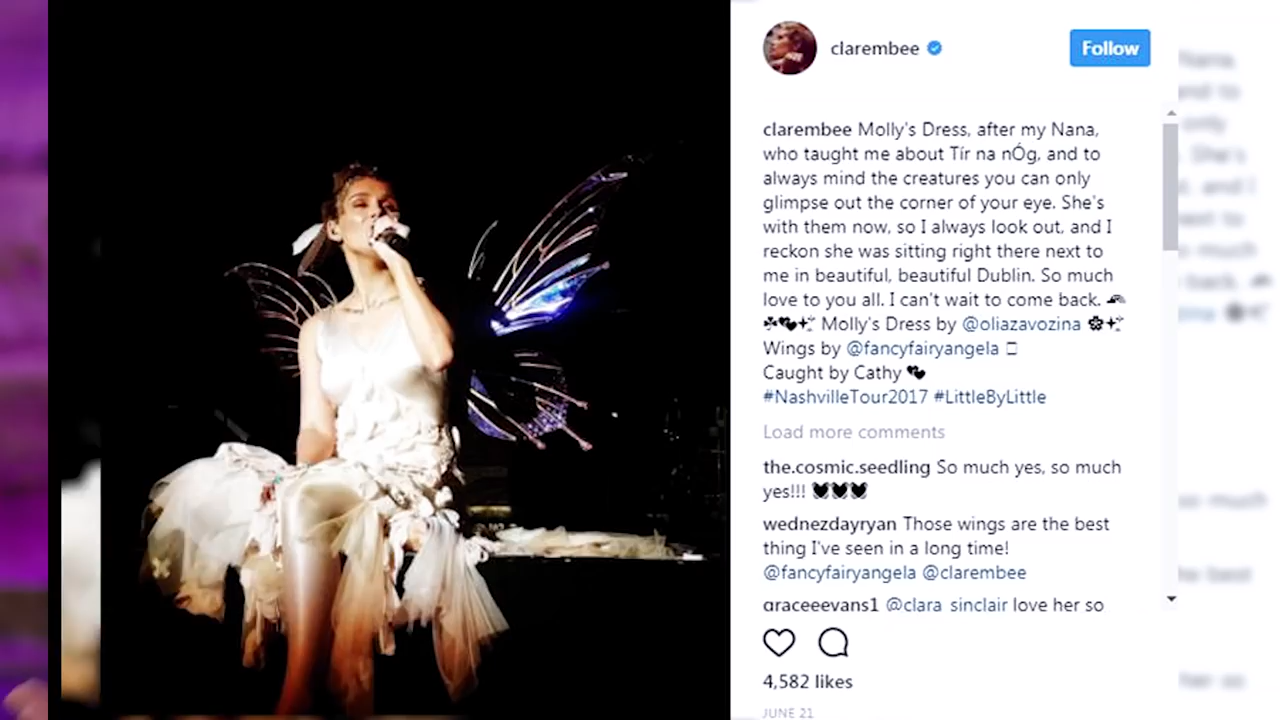 clarembee
Follow
clarembee Molly's Dress, after my Nana,
who taught me about Tír na nÓg, and to
always mind the creatures you can only
glimpse out the corner of your eye. She's
with them now, so I always look out, and I
reckon she was sitting right there next to
me in beautiful, beautiful Dublin. So much
love to you all. I can't wait to come back.
Molly's Dress by @oliazavozina
Wings by @fancyfairyangela
Caught by Cathy
#NashvilleTour2017 #LittleByLittle
Load more comments
the.cosmic.seedling So much yes, so much
yes!!!
wednezdayryan Those wings are the best
thing I've seen in a long time!
@fancyfairyangela @clarembee
graceeevans1 @clara_sinclair love her so
4,582 likes
JUNE 21